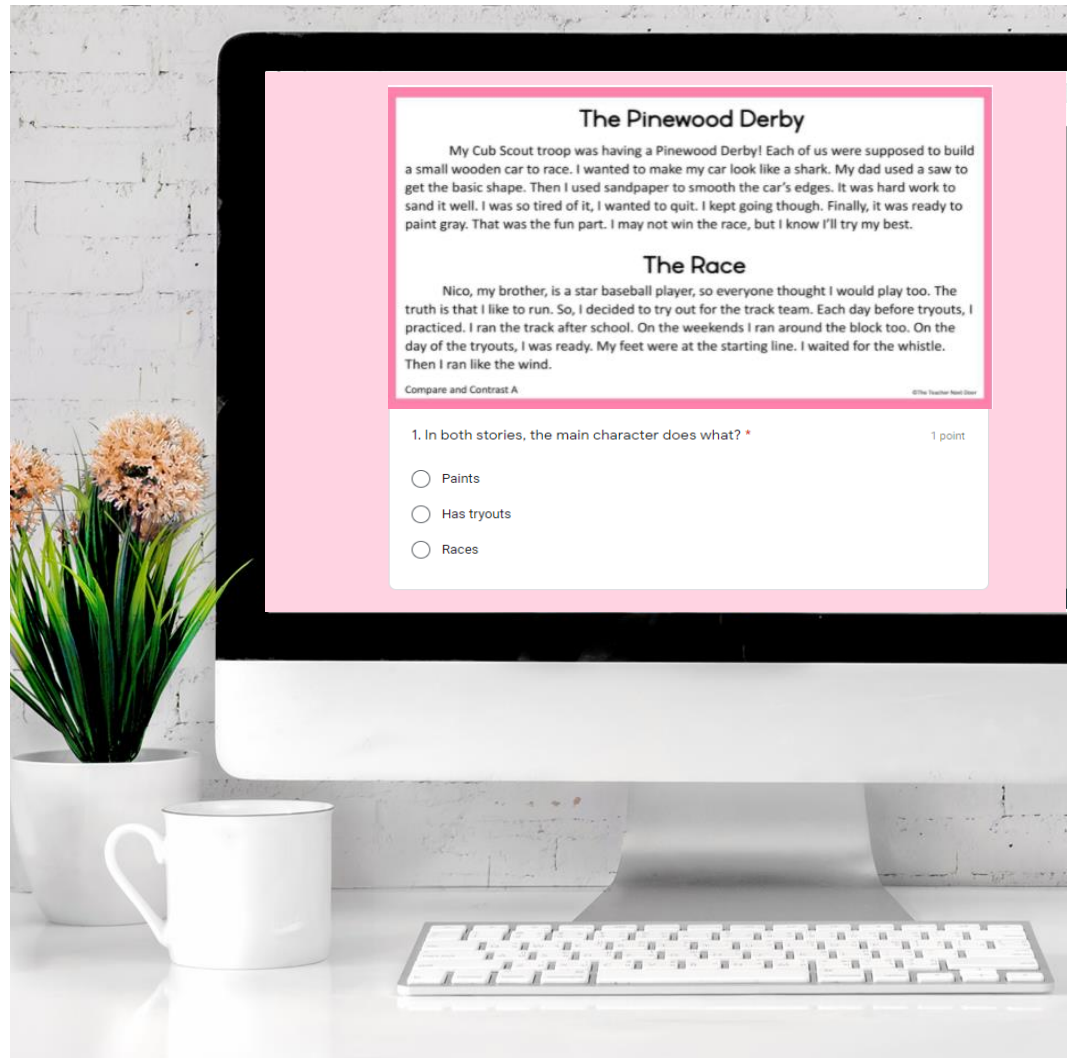 The Pinewood Derby
My Cub Scout troop was having a Pinewood Derby! Each of us were supposed to build
a small wooden car to race. I wanted to make my car look like a shark. My dad used a saw to
get the basic shape. Then I used sandpaper to smooth the car's edges. It was hard work to
sand it well. I was so tired of it, I wanted to quit. I kept going though. Finally, it was ready to
paint gray. That was the fun part. I may not win the race, but I know I'll try my best.
The Race
Nico, my brother, is a star baseball player, so everyone thought I would play too. The
truth is that I like to run. So, I decided to try out for the track team. Each day before tryouts, I
practiced. I ran the track after school. On the weekends I ran around the block too. On the
day of the tryouts, I was ready. My feet were at the starting line. I waited for the whistle.
Then I ran like the wind.
Compare and Contrast A
©The Teacher Next Door
1. In both stories, the main character does what? *
1 point
Paints
Has tryouts
Races